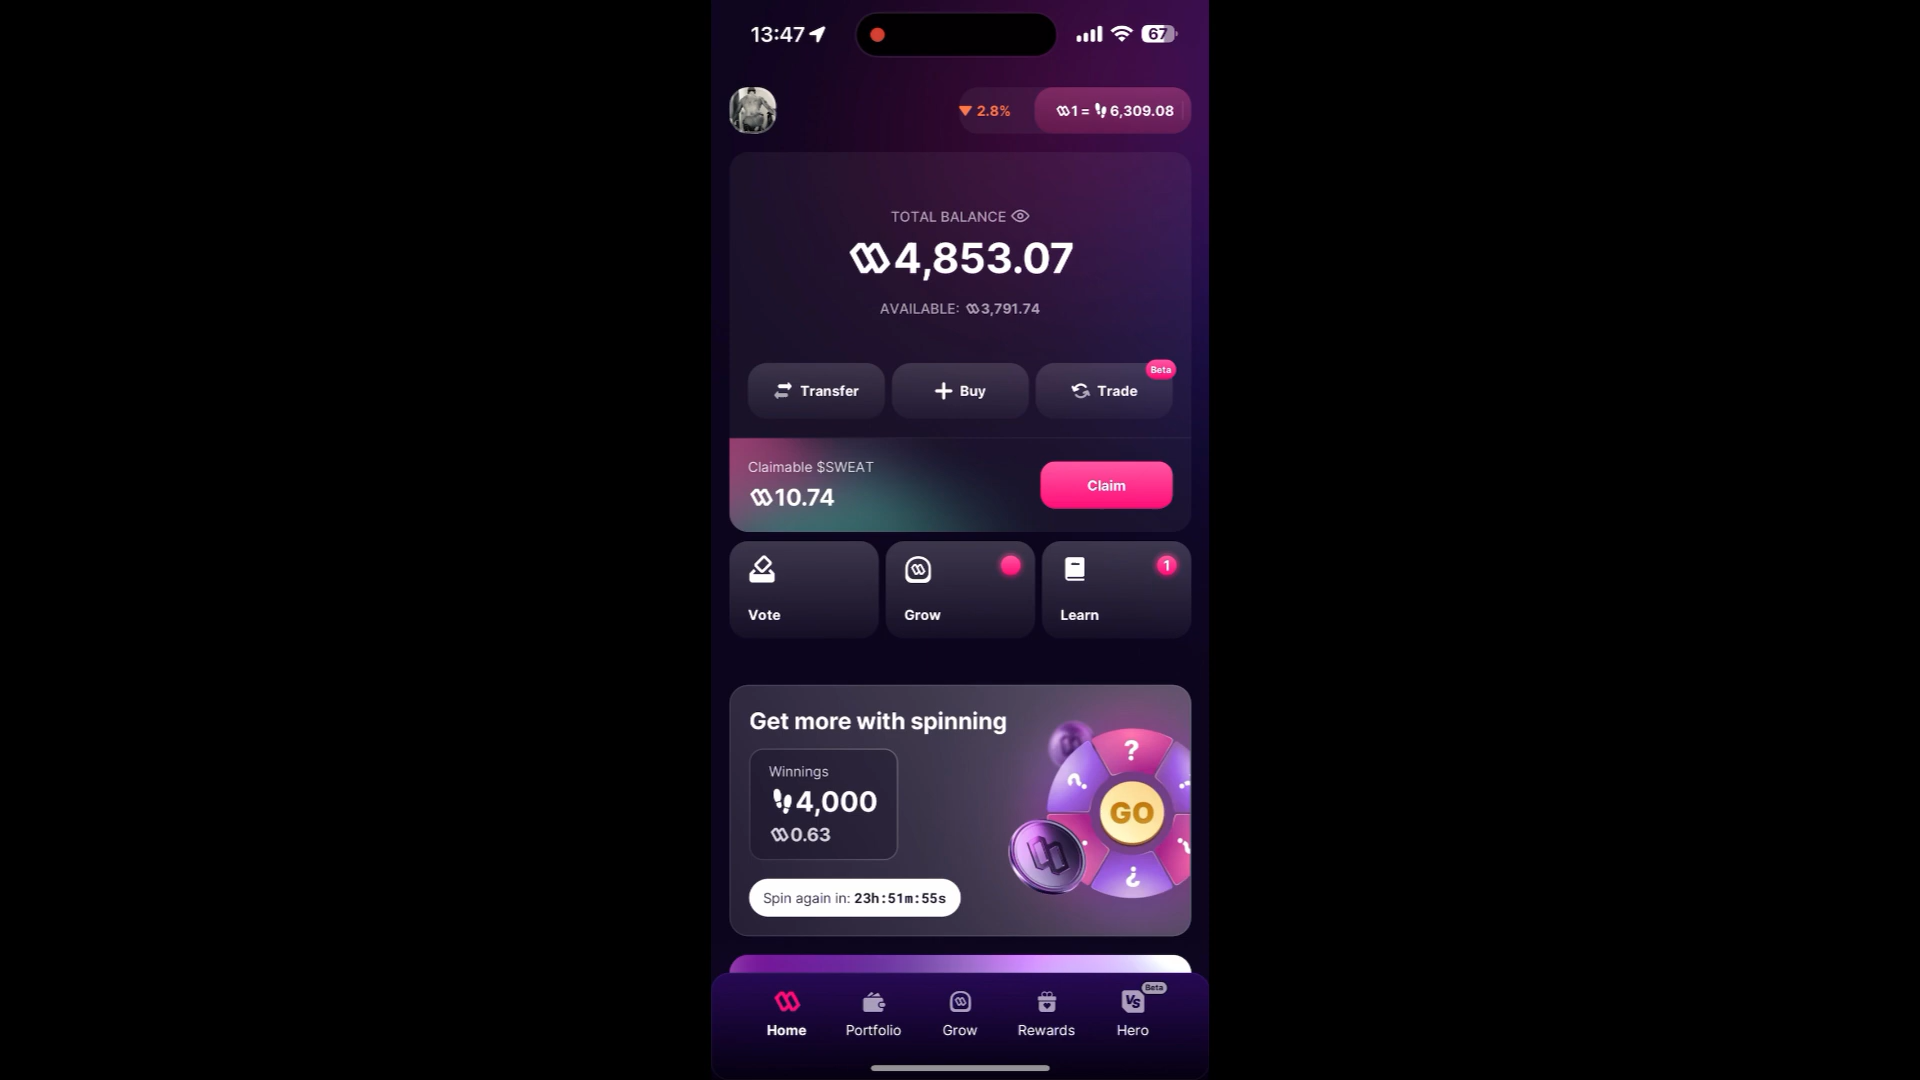 13:47
67
2.8%
1 = 6,309.08
TOTAL BALANCE
4,853.07
AVAILABLE: 3,791.74
Transfer
Buy
Trade
Beta
Claimable $SWEAT
10.74
Claim
Vote
Grow
Learn
1
Get more with spinning
Winnings
4,000
0.63
Spin again in: 23h:51m:55s
?
?
?
GO
Home
Portfolio
Grow
Rewards
VS
Beta
Hero